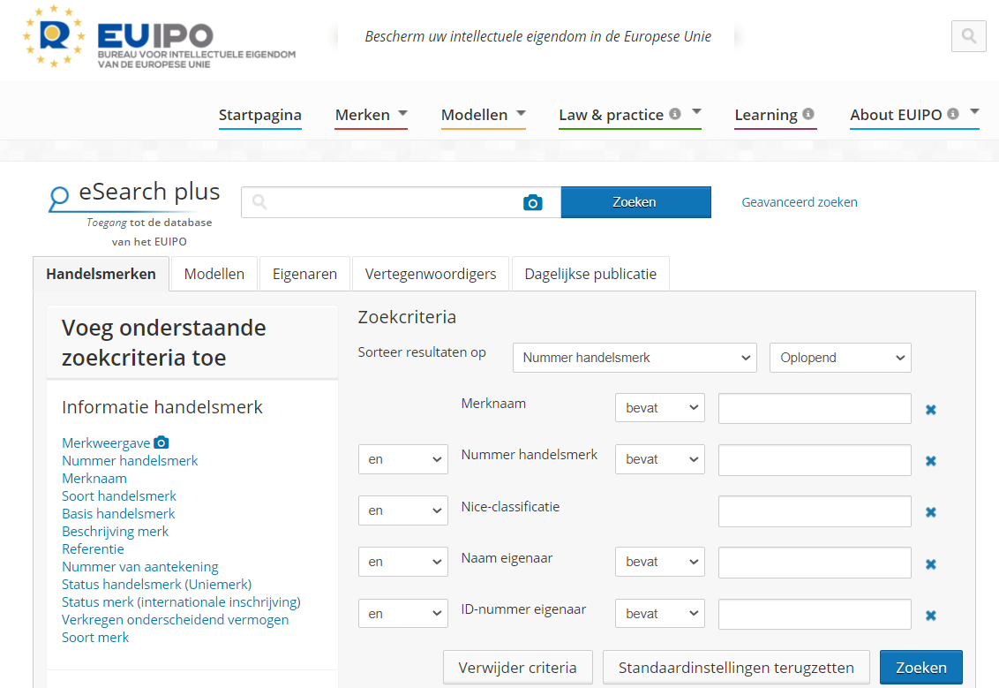 EUIPO
BUREAU VOOR INTELLECTUELE EIGENDOM
VAN DE EUROPESE UNIE
Bescherm uw intellectuele eigendom in de Europese Unie
Startpagina Merken Modellen Law & practice Learning About EUIPO
eSearch plus
Toegang tot de database
van het EUIPO
Zoeken
Geavanceerd zoeken
Handelsmerken Modellen Eigenaren Vertegenwoordigers Dagelijkse publicatie
Voeg onderstaande
zoekcriteria toe
Informatie handelsmerk
Merkweergave
Nummer handelsmerk
Merknaam
Soort handelsmerk
Basis handelsmerk
Beschrijving merk
Referentie
Nummer van aantekening
Status handelsmerk (Uniemerk)
Status merk (internationale inschrijving)
Verkregen onderscheidend vermogen
Soort merk
Zoekcriteria
Sorteer resultaten op Nummer handelsmerk Oplopend
Merknaam bevat
en Nummer handelsmerk bevat
en Nice-classificatie
en Naam eigenaar bevat
en ID-nummer eigenaar bevat
Verwijder criteria Standaardinstellingen terugzetten Zoeken